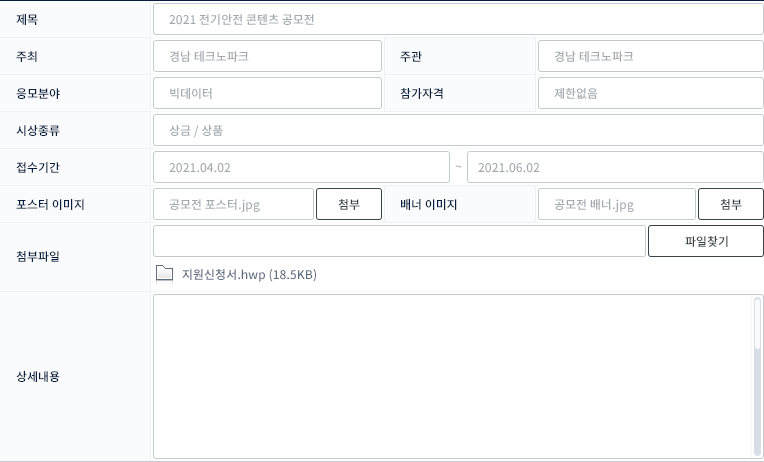 제목 2021 전기안전 콘텐츠 공모전
주최 경남 테크노파크 주관 경남 테크노파크
응모분야 빅데이터 참가자격 제한없음
시상종류 상금 / 상품
접수기간 2021.04.02 ~ 2021.06.02
포스터 이미지 공모전 포스터.jpg 첨부 배너 이미지 공모전 배너.jpg 첨부
첨부파일 파일찾기
지원신청서.hwp (18.5KB)
상세내용